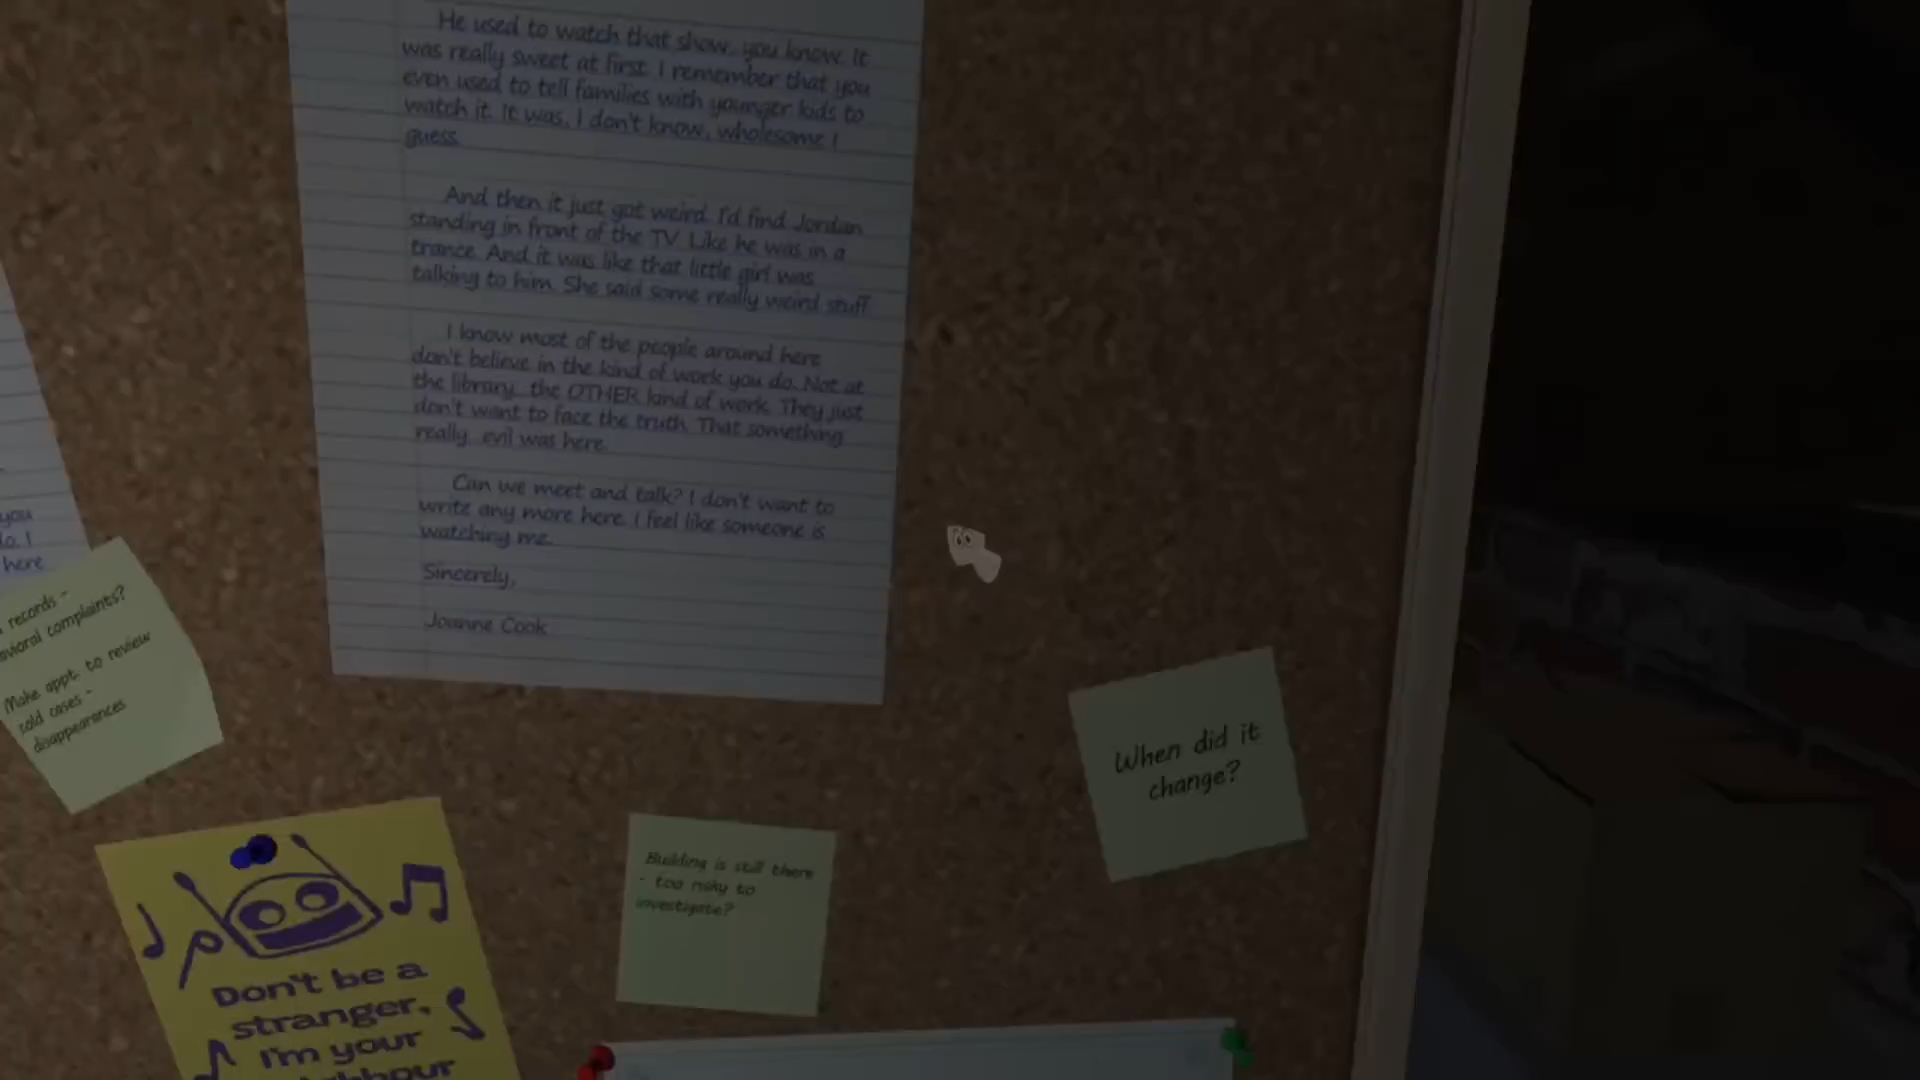 He used to watch that show, you know. It
was really sweet at first. I remember that you
even used to tell families with younger kids to
watch it. It was, I don't know, wholesome I
guess.
And then it just got weird. I'd find Jordan
standing in front of the TV. Like he was in a
trance. And it was like that little girl was
talking to him. She said some really weird stuff
I know most of the people around here
don't believe in the kind of work you do. Not at
the library, the OTHER kind of work. They just
don't want to face the truth. That something
really, evil was here.
Can we meet and talk? I don't want to
write any more here. I feel like someone is
watching me.
Sincerely,
Joanne Cook
you
do. I
here
records -
complaints?
Make appt. to review
cold cases -
disappearances
When did it
change?
Building is still there
- too risky to
investigate?
Don't be a
stranger,
I'm your